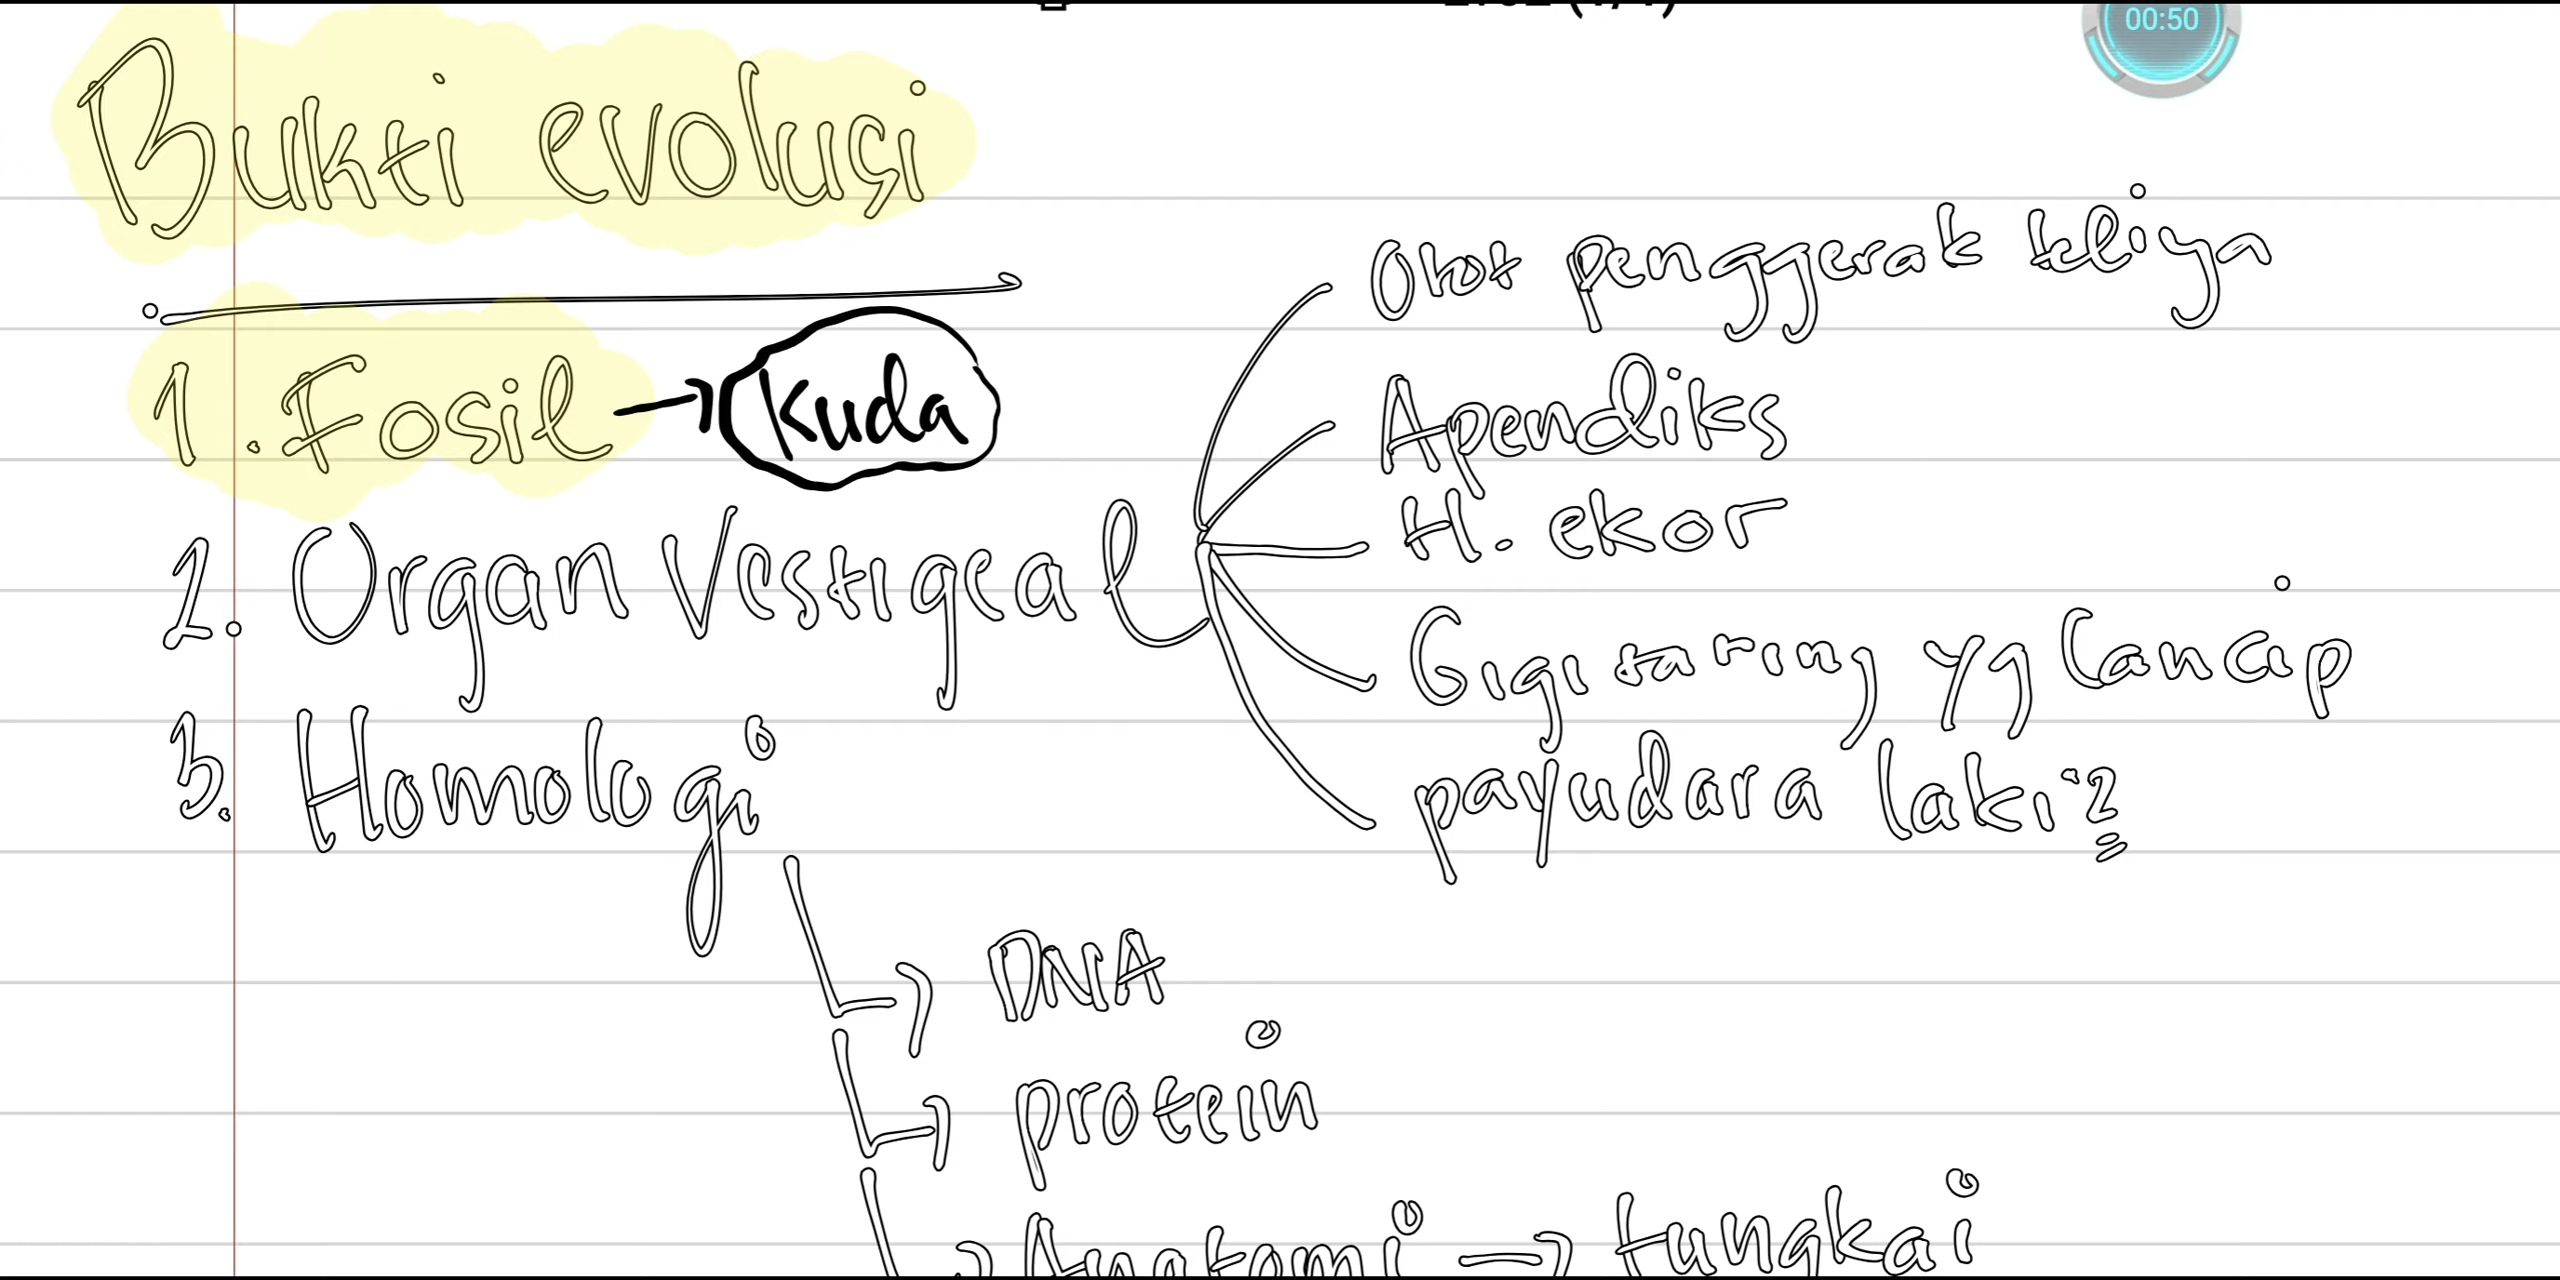 00:50
Bukti evolusi
1. Fosil → Kuda
2. Organ Vestigeal
Otot penggerak teliga
Apendiks
H. ekor
Gigi taring yg lancip
payudara laki2
3. Homologi
DNA
protein
Anatomi → tungkai